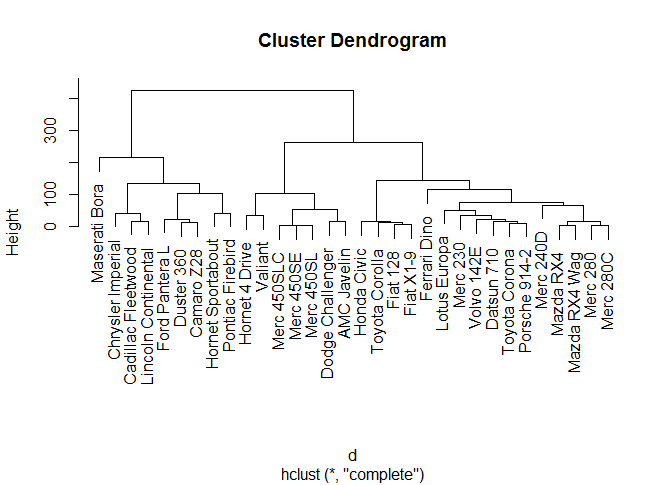 Cluster Dendrogram
Height
0
100
300
Maserati Bora
Chrysler Imperial
Cadillac Fleetwood
Lincoln Continental
Ford Pantera L
Duster 360
Camaro Z28
Hornet Sportabout
Pontiac Firebird
Hornet 4 Drive
Valiant
Merc 450SLC
Merc 450SE
Merc 450SL
Dodge Challenger
AMC Javelin
Honda Civic
Toyota Corolla
Fiat 128
Fiat X1-9
Ferrari Dino
Lotus Europa
Merc 230
Volvo 142E
Datsun 710
Toyota Corona
Porsche 914-2
Merc 240D
Mazda RX4
Mazda RX4 Wag
Merc 280
Merc 280C
d
hclust (*, "complete")